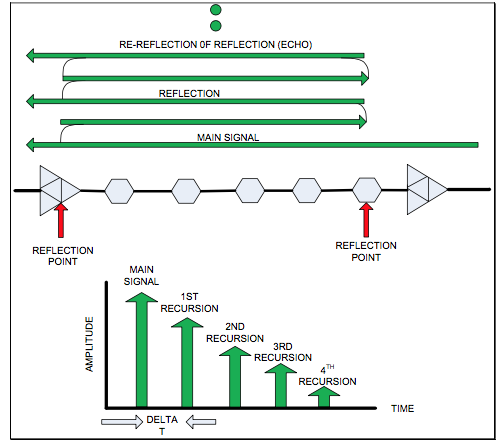 RE-REFLECTION 0F REFLECTION (ECHO)
REFLECTION
MAIN SIGNAL
REFLECTION
POINT
REFLECTION
POINT
MAIN
SIGNAL
1ST
RECURSION
2ND
RECURSION
3RD
RECURSION
4TH
RECURSION
AMPLITUDE
TIME
DELTA
T